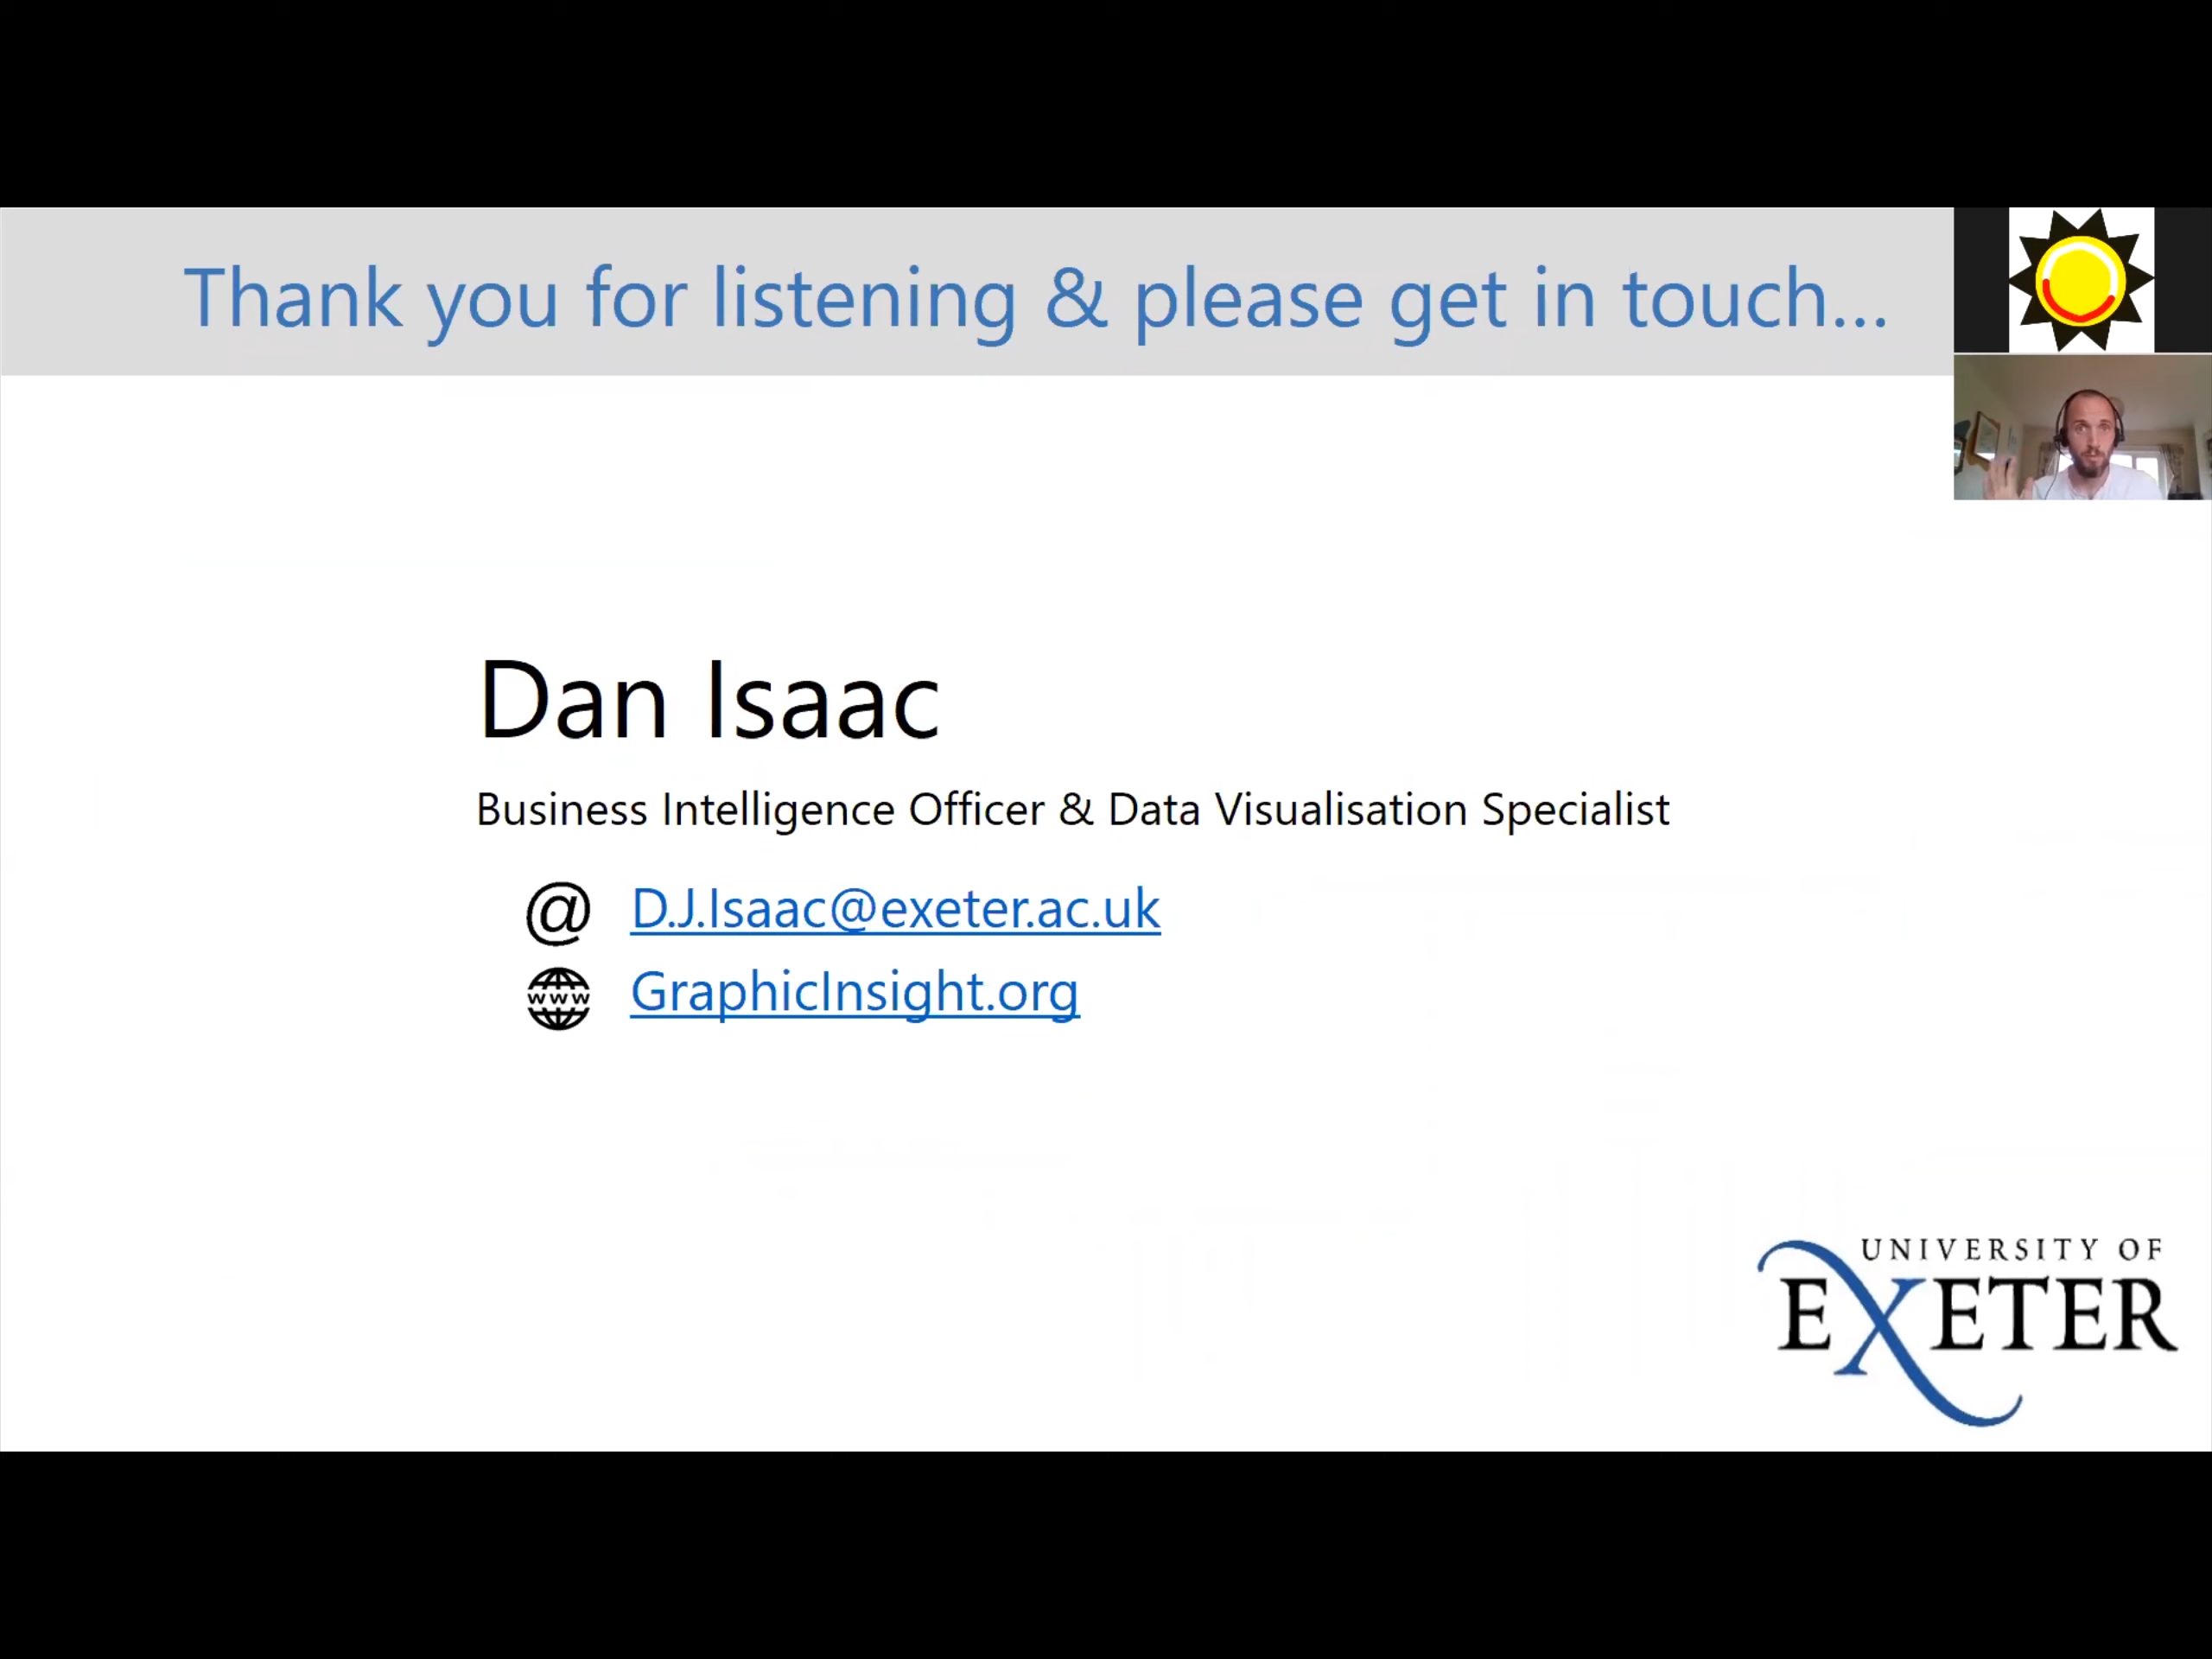 Thank you for listening & please get in touch...
Dan Isaac
Business Intelligence Officer & Data Visualisation Specialist
@ D.J.Isaac@exeter.ac.uk
www GraphicInsight.org
UNIVERSITY OF
EXETER